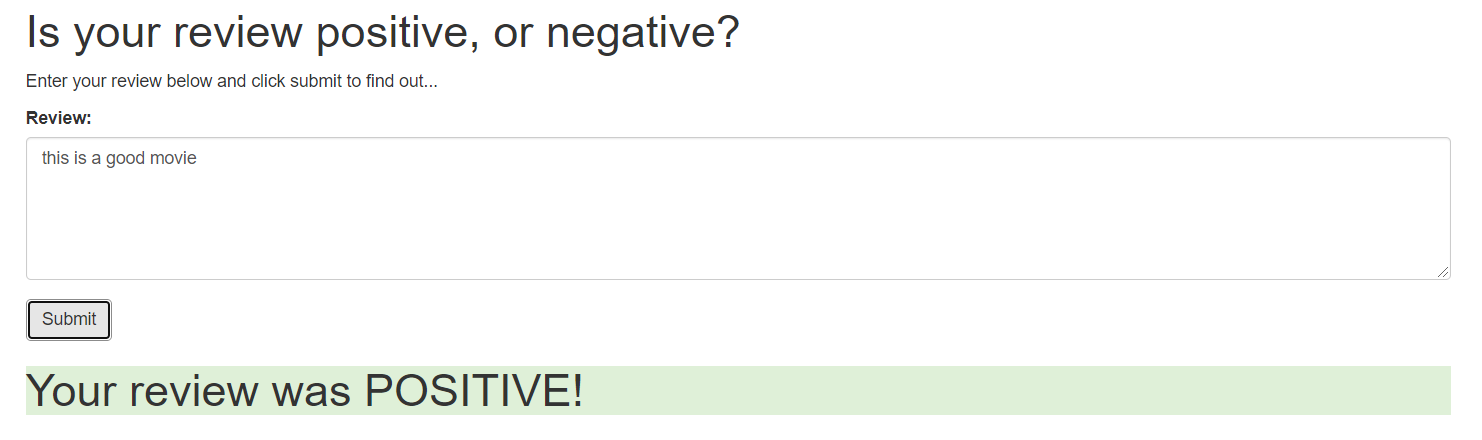 Is your review positive, or negative?
Enter your review below and click submit to find out...
Review:
this is a good movie
Submit
Your review was POSITIVE!